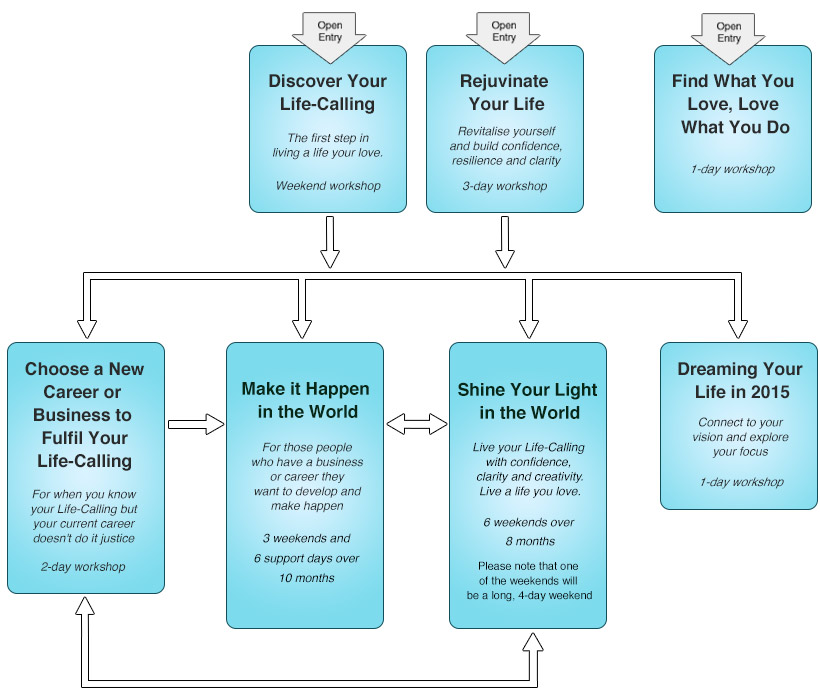 Open
Entry
Discover Your
Life-Calling
The first step in
living a life your love.
Weekend workshop
Open
Entry
Rejuvinate
Your Life
Revitalise yourself
and build confidence,
resilience and clarity
3-day workshop
Open
Entry
Find What You
Love, Love
What You Do
1-day workshop
Choose a New
Career or
Business to
Fulfil Your
Life-Calling
For when you know
your Life-Calling but
your current career
doesn't do it justice
2-day workshop
Make it Happen
in the World
For those people
who have a business
or career they
want to develop and
make happen
3 weekends and
6 support days over
10 months
Shine Your Light
in the World
Live your Life-Calling
with confidence,
clarity and creativity.
Live a life you love.
6 weekends over
8 months
Please note that one
of the weekends will
be a long, 4-day weekend
Dreaming Your
Life in 2015
Connect to your
vision and explore
your focus
1-day workshop